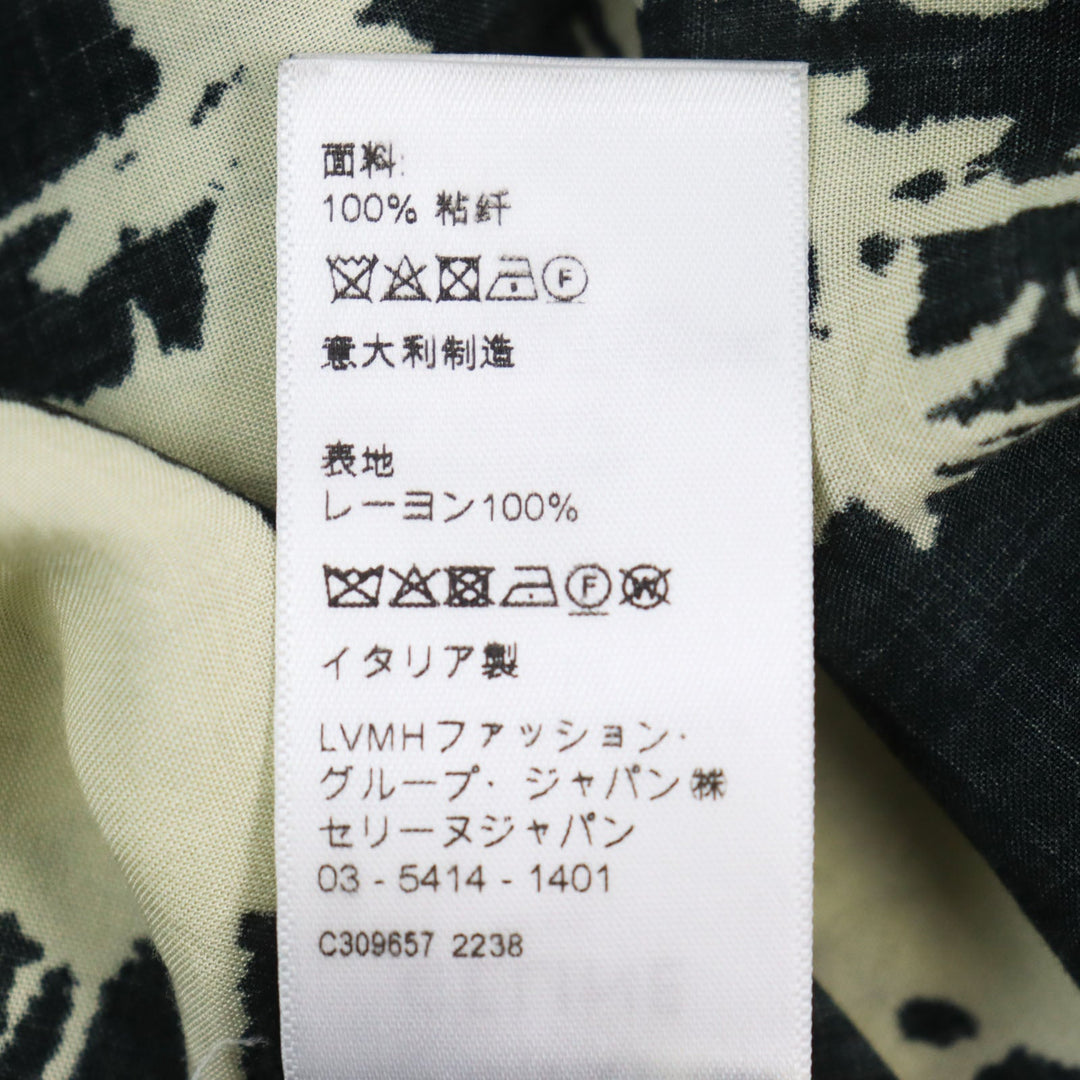 面料:
100% 粘纤
F
意大利制造
表地
レーヨン100%
F W
イタリア製
LVMHファッション・
グループ・ジャパン㈱
セリーヌジャパン
03 - 5414 - 1401
C309657 2238